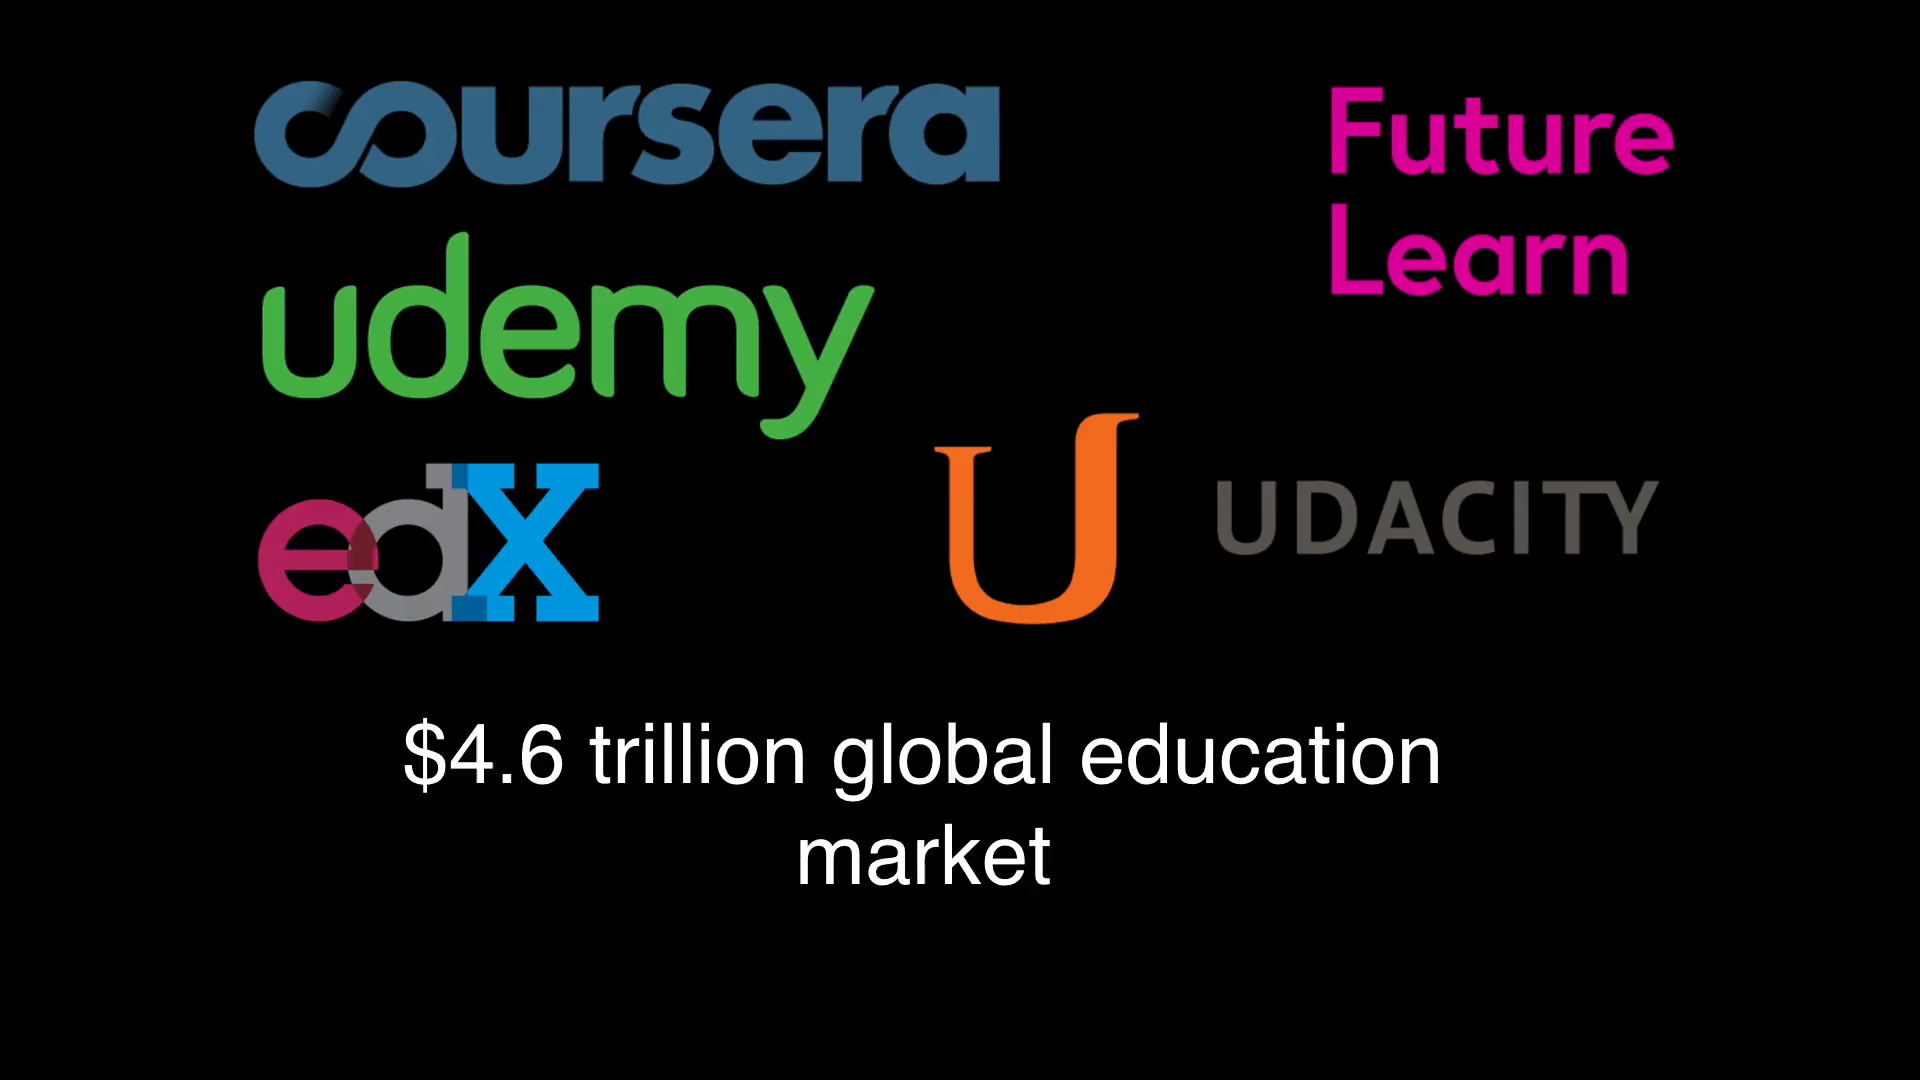 coursera
Future
Learn
udemy
edX
U UDACITY
$4.6 trillion global education
market